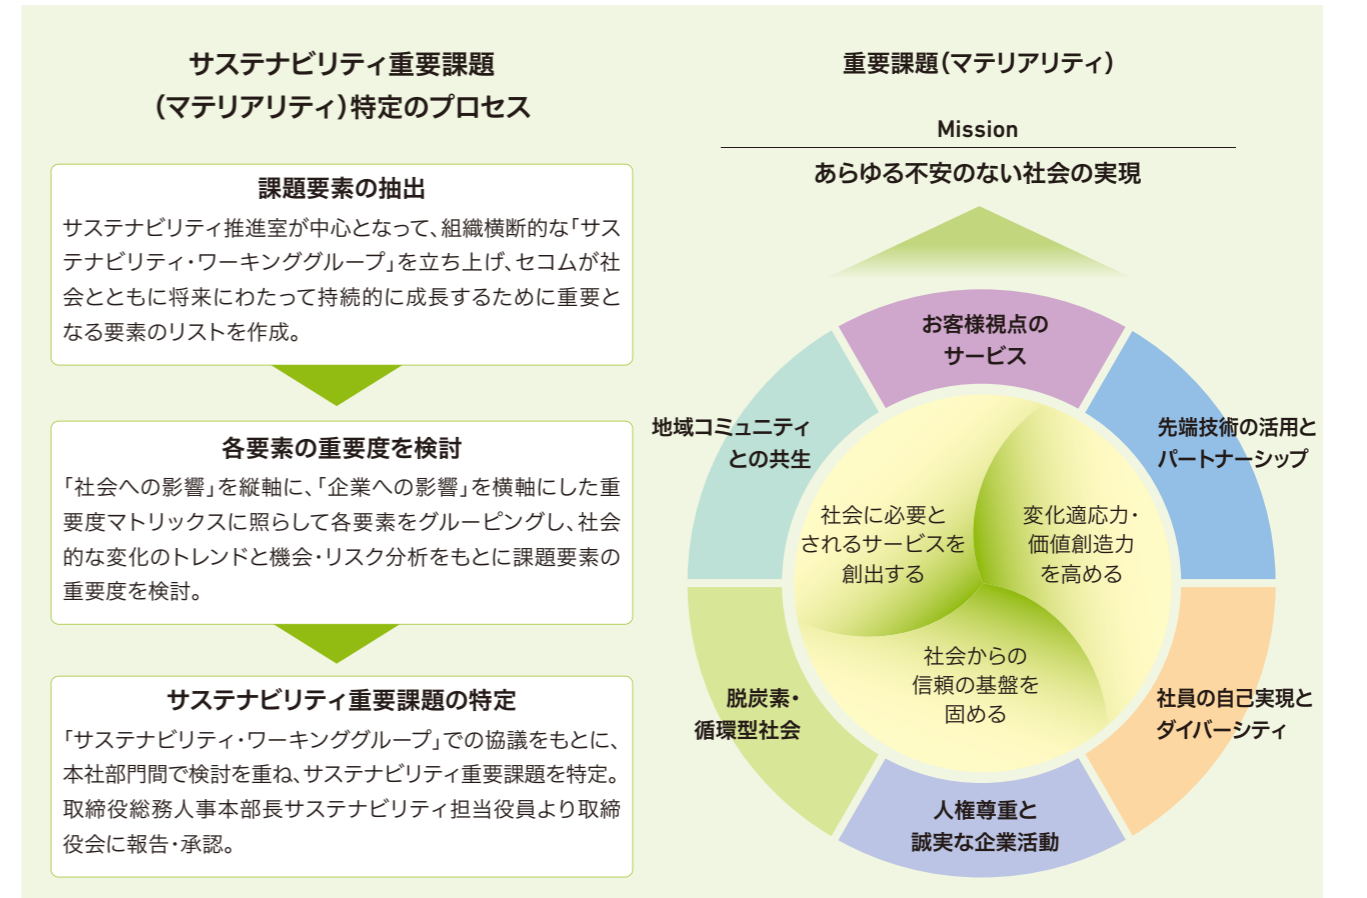 サステナビリティ重要課題
(マテリアリティ)特定のプロセス
課題要素の抽出
サステナビリティ推進室が中心となって、組織横断的な「サス
テナビリティ・ワーキンググループ」を立ち上げ、セコムが社
会とともに将来にわたって持続的に成長するために重要と
なる要素のリストを作成。
各要素の重要度を検討
「社会への影響」を縦軸に、「企業への影響」を横軸にした重
要度マトリックスに照らして各要素をグルーピングし、社会
的な変化のトレンドと機会・リスク分析をもとに課題要素の
重要度を検討。
サステナビリティ重要課題の特定
「サステナビリティ・ワーキンググループ」での協議をもとに、
本社部門間で検討を重ね、サステナビリティ重要課題を特定。
取締役総務人事本部長サステナビリティ担当役員より取締
役会に報告・承認。
重要課題(マテリアリティ)
Mission
あらゆる不安のない社会の実現
お客様視点の
サービス
先端技術の活用と
パートナーシップ
社員の自己実現と
ダイバーシティ
人権尊重と
誠実な企業活動
脱炭素・
循環型社会
地域コミュニティ
との共生
社会に必要と
されるサービスを
創出する
変化適応力・
価値創造力
を高める
社会からの
信頼の基盤を
固める